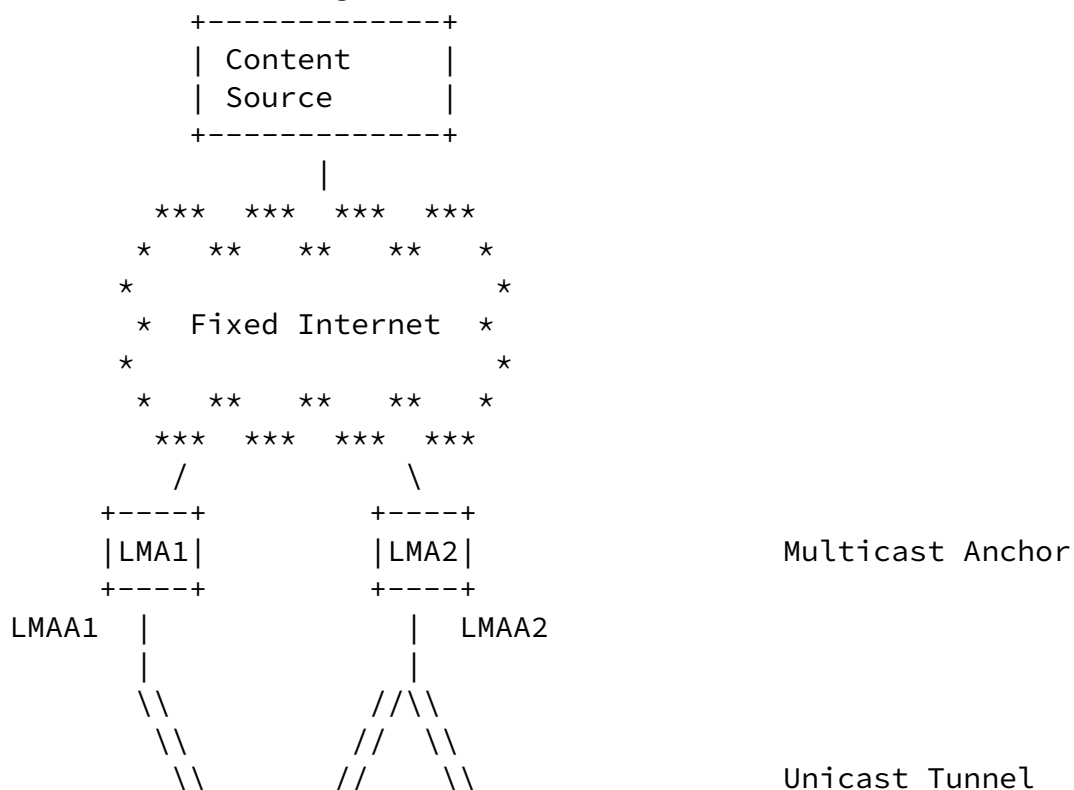 +-------------+
| Content     |
| Source      |
+-------------+
|
***  ***  ***  ***
*   **   **   **   *
*                    *
*  Fixed Internet  *
*                    *
*   **   **   **   *
***  ***  ***  ***
/            \
+----+         +----+
|LMA1|         |LMA2|                 Multicast Anchor
+----+         +----+
LMAA1  |              |  LMAA2
|              |
\\           //\\
\\         //  \\
\\       //    \\                 Unicast Tunnel